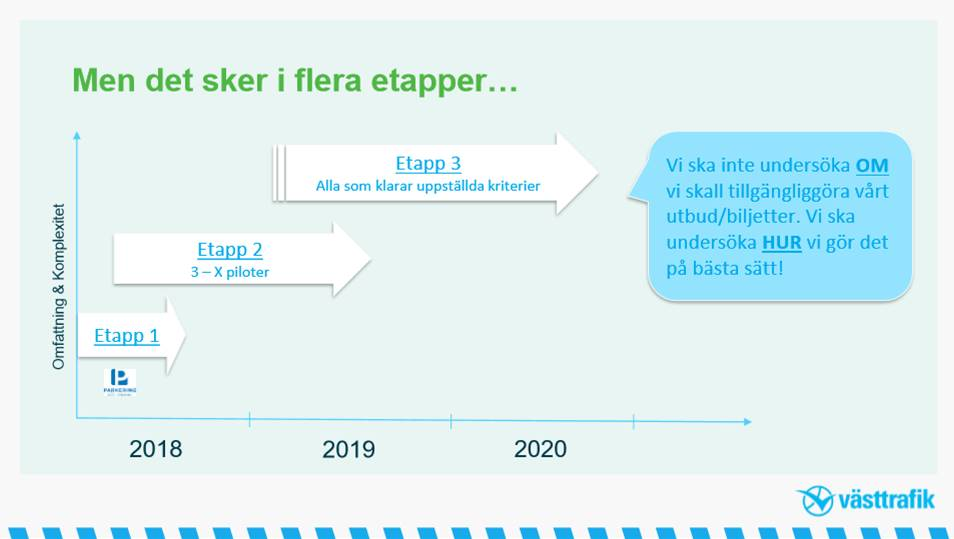 Men det sker i flera etapper…
Etapp 3
Alla som klarar uppställda kriterier
Vi ska inte undersöka OM
vi skall tillgängliggöra vårt
utbud/biljetter. Vi ska
undersöka HUR vi gör det
på bästa sätt!
Etapp 2
3 – X piloter
Omfattning & Komplexitet
Etapp 1
PARKERING
2018
2019
2020
västtrafik